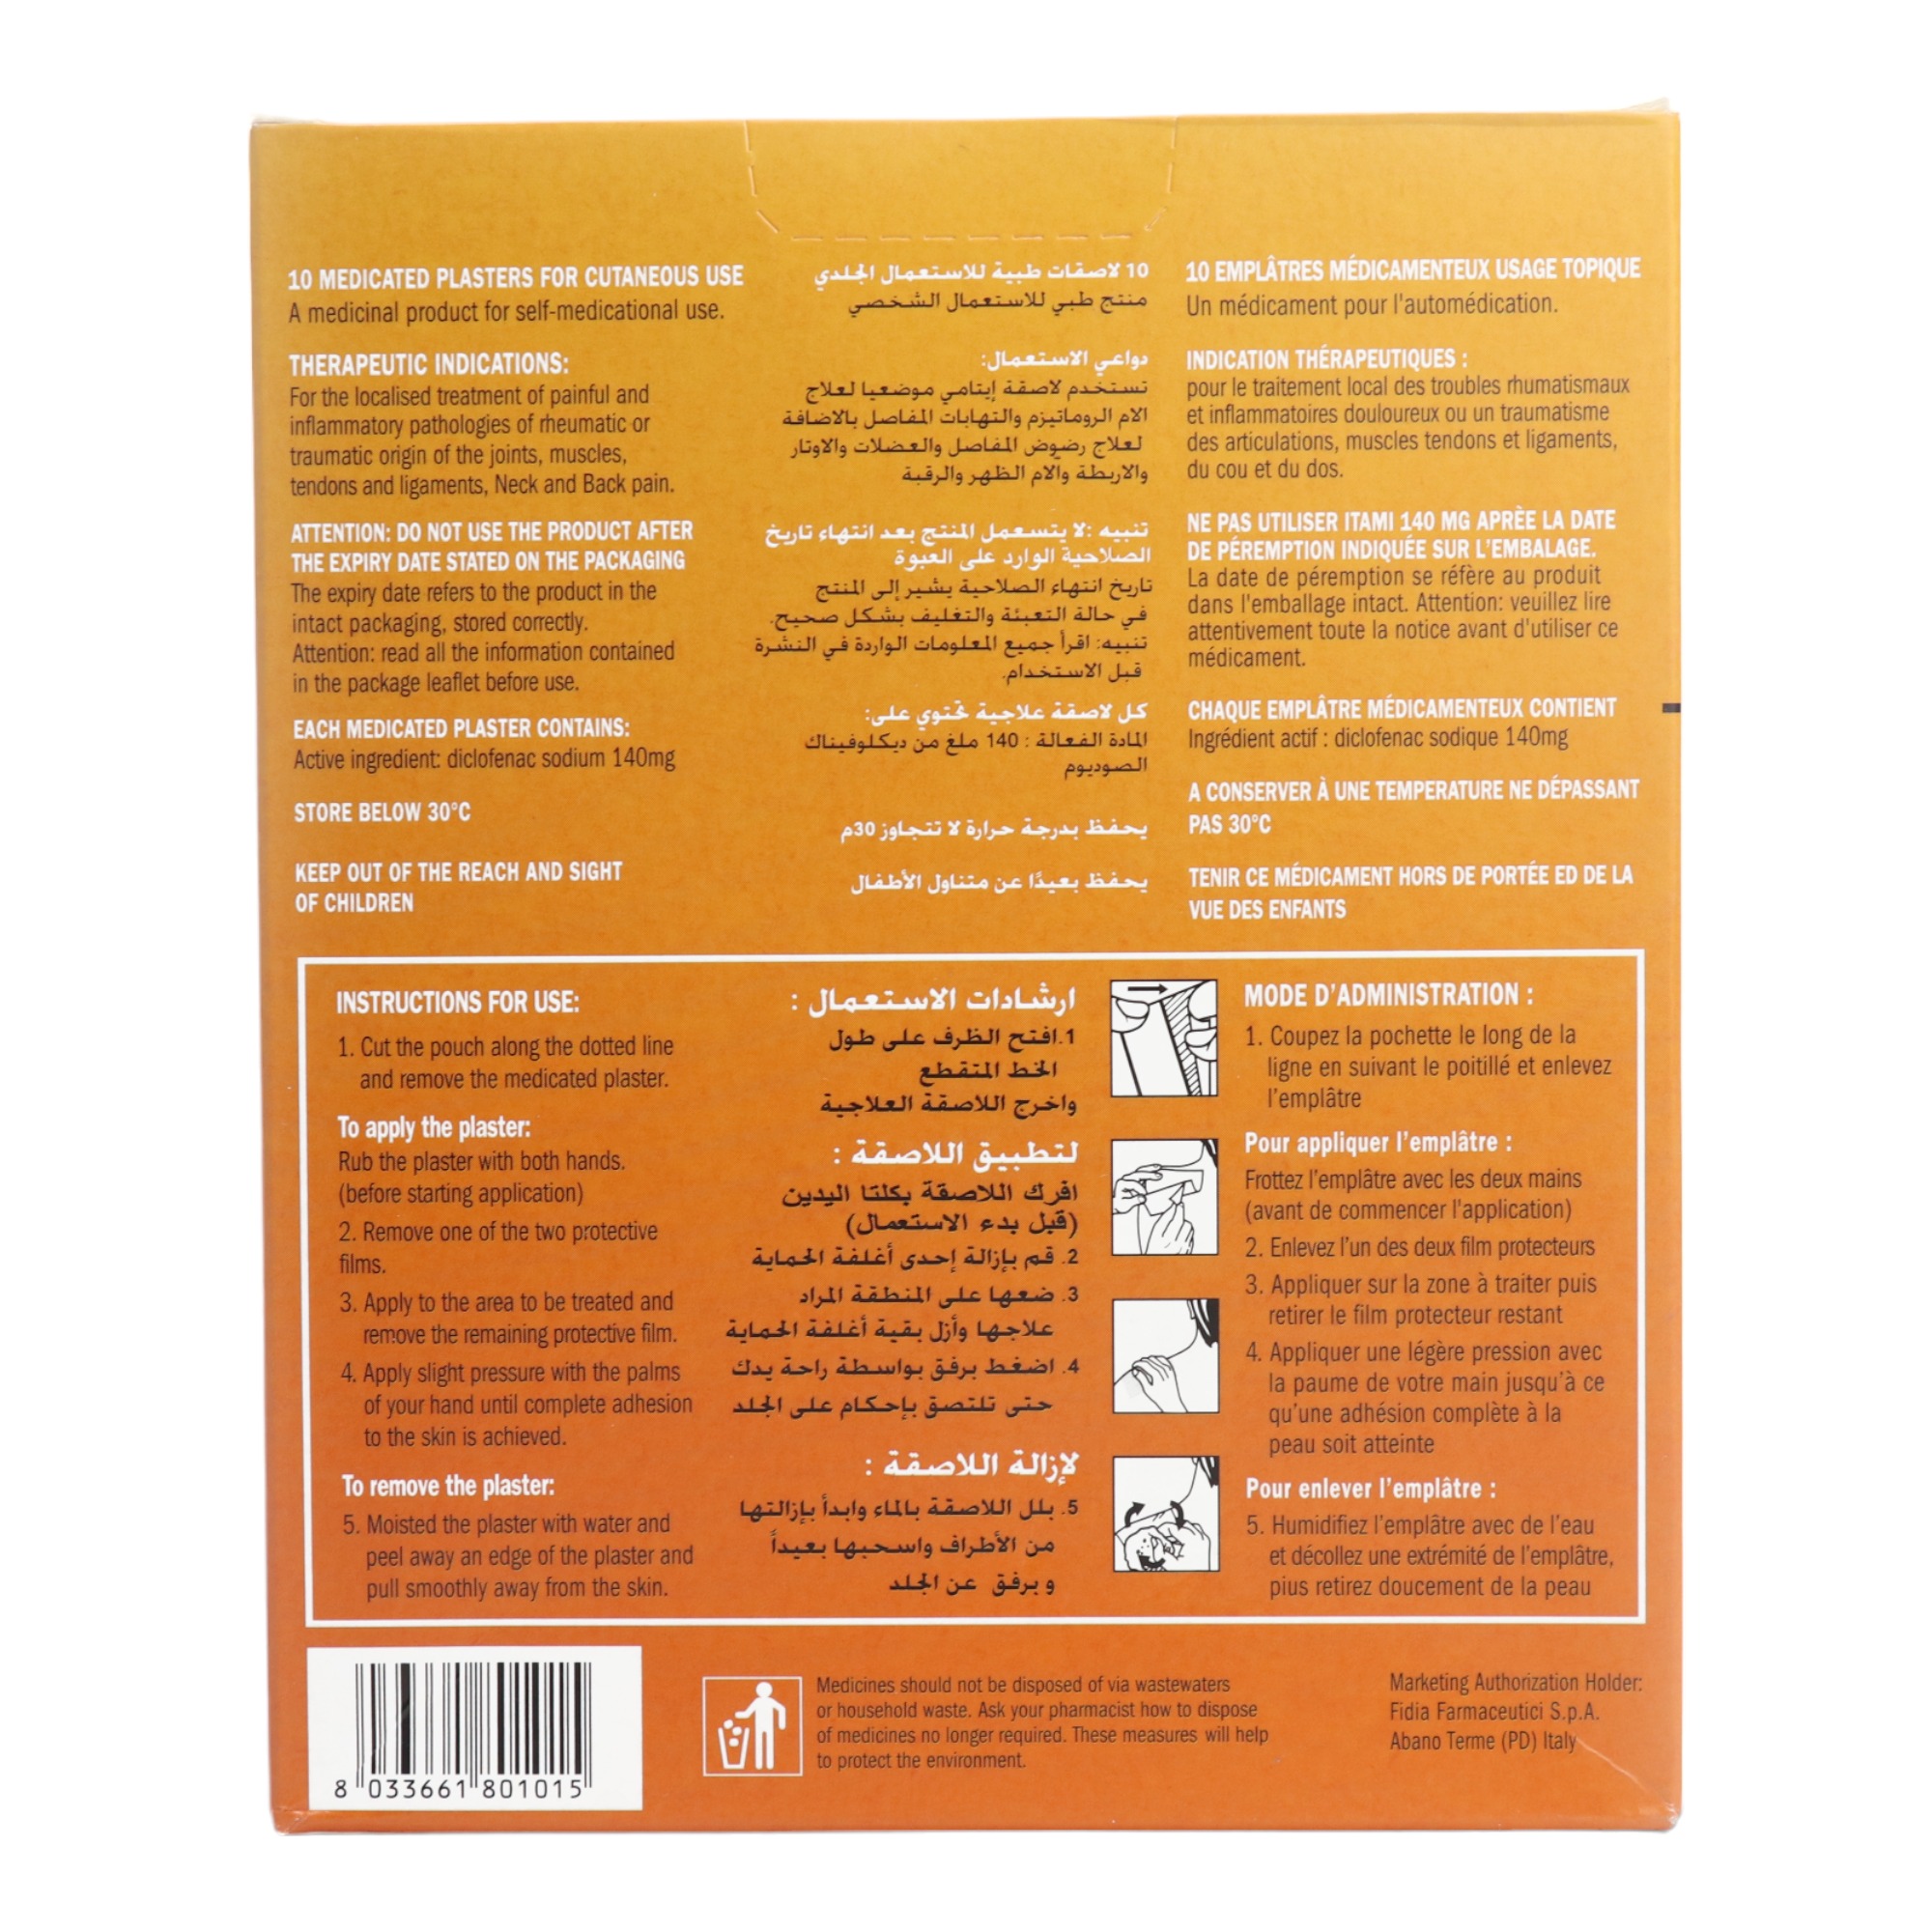 10 MEDICATED PLASTERS FOR CUTANEOUS USE
A medicinal product for self-medicational use.
THERAPEUTIC INDICATIONS:
For the localised treatment of painful and
inflammatory pathologies of rheumatic or
traumatic origin of the joints, muscles,
tendons and ligaments, Neck and Back pain.
ATTENTION: DO NOT USE THE PRODUCT AFTER
THE EXPIRY DATE STATED ON THE PACKAGING
The expiry date refers to the product in the
intact packaging, stored correctly.
Attention: read all the information contained
in the package leaflet before use.
EACH MEDICATED PLASTER CONTAINS:
Active ingredient: diclofenac sodium 140mg
STORE BELOW 30°C
KEEP OUT OF THE REACH AND SIGHT
OF CHILDREN
10 لاصقات طبية للاستعمال الجلدي
منتج طبي للاستعمال الشخصي
دواعي الاستعمال:
تستخدم لاصقة إيتامي موضعيا لعلاج
الام الروماتيزم والتهابات المفاصل بالاضافة
لعلاج رضوض المفاصل والعضلات والاوتار
والاربطة وآلام الظهر والرقبة
تنبيه :لا يتسعمل المنتج بعد انتهاء تاريخ
الصلاحية الوارد على العبوة
تاريخ انتهاء الصلاحية يشير إلى المنتج
في حالة التعبئة والتغليف بشكل صحيح.
تنبيه: اقرأ جميع المعلومات الواردة في النشرة
قبل الاستخدام.
كل لاصقة علاجية تحتوي على:
المادة الفعالة : 140 ملغ من ديكلوفيناك
الصوديوم
يحفظ بدرجة حرارة لا تتجاوز 30م
يحفظ بعيدًا عن متناول الأطفال
10 EMPLÂTRES MÉDICAMENTEUX USAGE TOPIQUE
Un médicament pour l'automédication.
INDICATION THÉRAPEUTIQUES :
pour le traitement local des troubles rhumatismaux
et inflammatoires douloureux ou un traumatisme
des articulations, muscles tendons et ligaments,
du cou et du dos.
NE PAS UTILISER ITAMI 140 MG APRÈE LA DATE
DE PÉREMPTION INDIQUÉE SUR L'EMBALAGE.
La date de péremption se réfère au produit
dans l'emballage intact. Attention: veuillez lire
attentivement toute la notice avant d'utiliser ce
médicament.
CHAQUE EMPLÂTRE MÉDICAMENTEUX CONTIENT
Ingrédient actif : diclofenac sodique 140mg
A CONSERVER À UNE TEMPERATURE NE DÉPASSANT
PAS 30°C
TENIR CE MÉDICAMENT HORS DE PORTÉE ED DE LA
VUE DES ENFANTS
INSTRUCTIONS FOR USE:
1. Cut the pouch along the dotted line
and remove the medicated plaster.
To apply the plaster:
Rub the plaster with both hands.
(before starting application)
2. Remove one of the two protective
films.
3. Apply to the area to be treated and
remove the remaining protective film.
4. Apply slight pressure with the palms
of your hand until complete adhesion
to the skin is achieved.
To remove the plaster:
5. Moisted the plaster with water and
peel away an edge of the plaster and
pull smoothly away from the skin.
ارشادات الاستعمال :
1.افتح الظرف على طول
الخط المتقطع
واخرج اللاصقة العلاجية
لتطبيق اللاصقة :
افرك اللاصقة بكلتا اليدين
(قبل بدء الاستعمال)
2. قم بإزالة إحدى أغلفة الحماية
3. ضعها على المنطقة المراد
علاجها وأزل بقية أغلفة الحماية
4. اضغط برفق بواسطة راحة يدك
حتى تلتصق بإحكام على الجلد
لإزالة اللاصقة :
5. بلل اللاصقة بالماء وابدأ بإزالتها
من الأطراف واسحبها بعيداً
و برفق عن الجلد
MODE D'ADMINISTRATION :
1. Coupez la pochette le long de la
ligne en suivant le poitillé et enlevez
l'emplâtre
Pour appliquer l'emplâtre :
Frottez l'emplâtre avec les deux mains
(avant de commencer l'application)
2. Enlevez l'un des deux film protecteurs
3. Appliquer sur la zone à traiter puis
retirer le film protecteur restant
4. Appliquer une légère pression avec
la paume de votre main jusqu'à ce
qu'une adhésion complète à la
peau soit atteinte
Pour enlever l'emplâtre :
5. Humidifiez l'emplâtre avec de l'eau
et décollez une extrémité de l'emplâtre,
pius retirez doucement de la peau
8 033661 801015
Medicines should not be disposed of via wastewaters
or household waste. Ask your pharmacist how to dispose
of medicines no longer required. These measures will help
to protect the environment.
Marketing Authorization Holder:
Fidia Farmaceutici S.p.A.
Abano Terme (PD) Italy